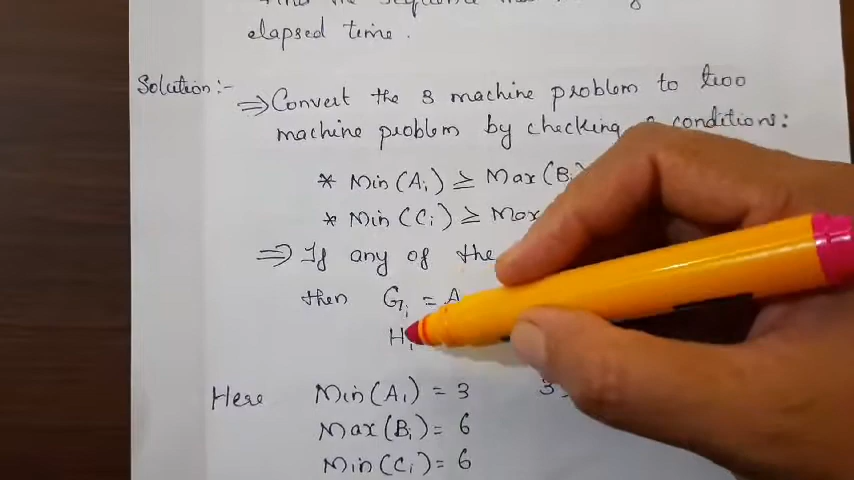 elapsed time.
Solution:-
⇒ Convert the 3 machine problem to two
machine problem by checking conditions:
* Min(Ai) ≥ Max(Bi
* Min(Ci) ≥ Max
⇒ If any of the
then Gi = A
Hi
Here Min(Ai) = 3
Max(Bi) = 6
Min(Ci) = 6